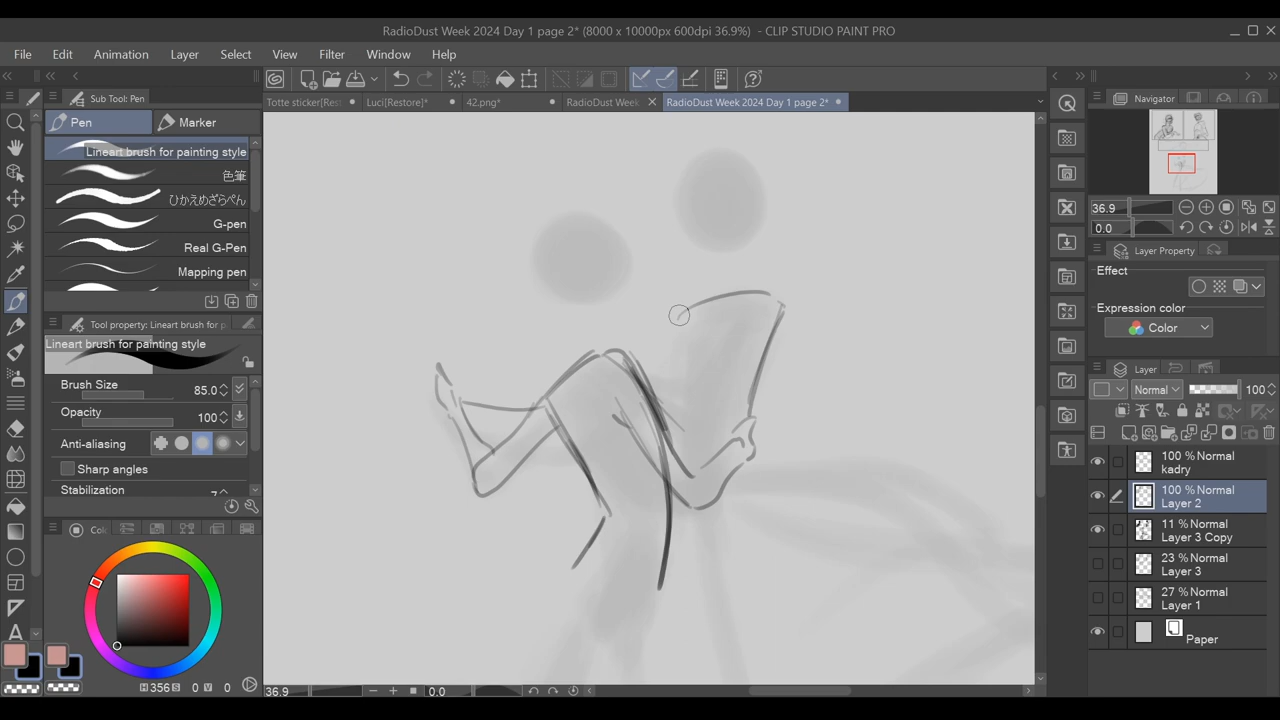 RadioDust Week 2024 Day 1 page 2* (8000 x 10000px 600dpi 36.9%) - CLIP STUDIO PAINT PRO
File Edit Animation Layer Select View Filter Window Help
Sub Tool: Pen
Totte sticker[Res Luci[Restore]* 42.png* RadioDust Week RadioDust Week 2024 Day 1 page 2*
Navigator
Pen Marker
Lineart brush for painting style
色筆
ひかえめざらぺん
G-pen
Real G-Pen
Mapping pen
36.9
0.0
Layer Property
Effect
Expression color
Color
Tool property: Lineart brush for p
Lineart brush for painting style
Brush Size 85.0
Opacity 100
Anti-aliasing
Sharp angles
Stabilization
Layer
Normal 100
100 %Normal
kadry
100 %Normal
Layer 2
11 %Normal
Layer 3 Copy
23 %Normal
Layer 3
27 %Normal
Layer 1
Paper
Col
H 356 S 0 V 0
36.9 0.0